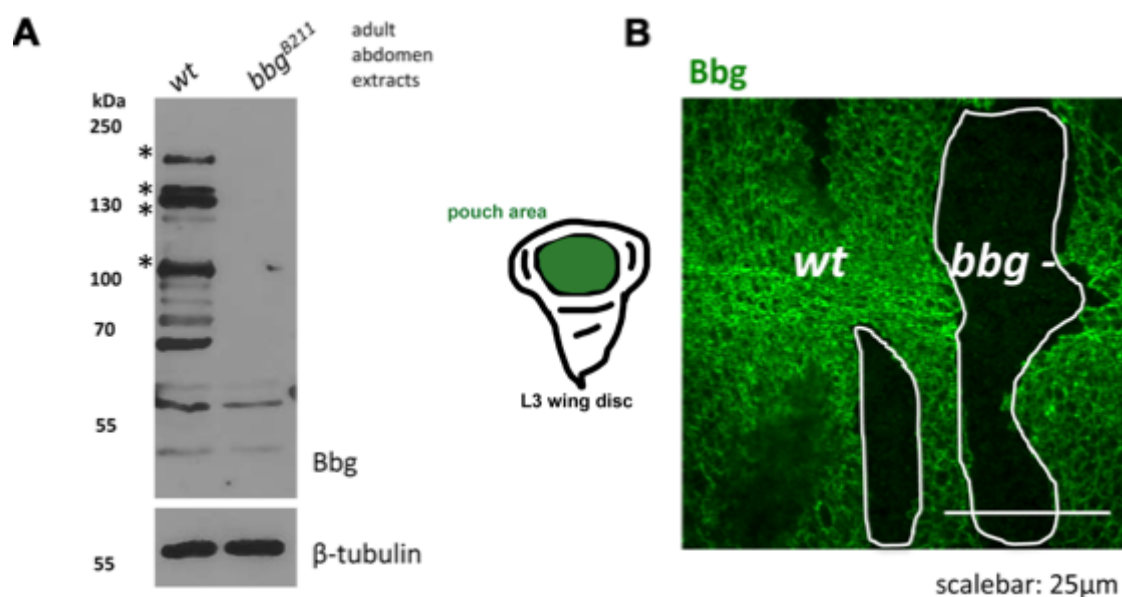 A
wt
bbg^B211
adult
abdomen
extracts
kDa
250
*
*
130
*
*
100
70
55
Bbg
55
β-tubulin
pouch area
L3 wing disc
B
Bbg
wt
bbg -
scalebar: 25µm